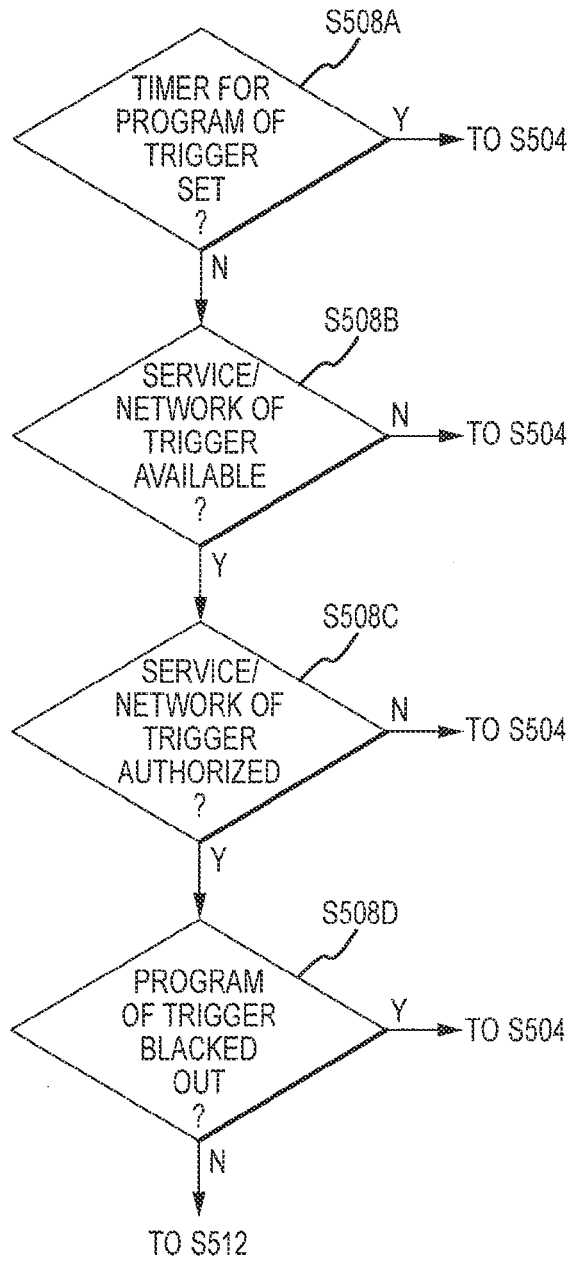 S508A
TIMER FOR
PROGRAM OF
TRIGGER
SET
?
Y
TO S504
N
S508B
SERVICE/
NETWORK OF
TRIGGER
AVAILABLE
?
N
TO S504
Y
S508C
SERVICE/
NETWORK OF
TRIGGER
AUTHORIZED
?
N
TO S504
Y
S508D
PROGRAM
OF TRIGGER
BLACKED
OUT
?
Y
TO S504
N
TO S512